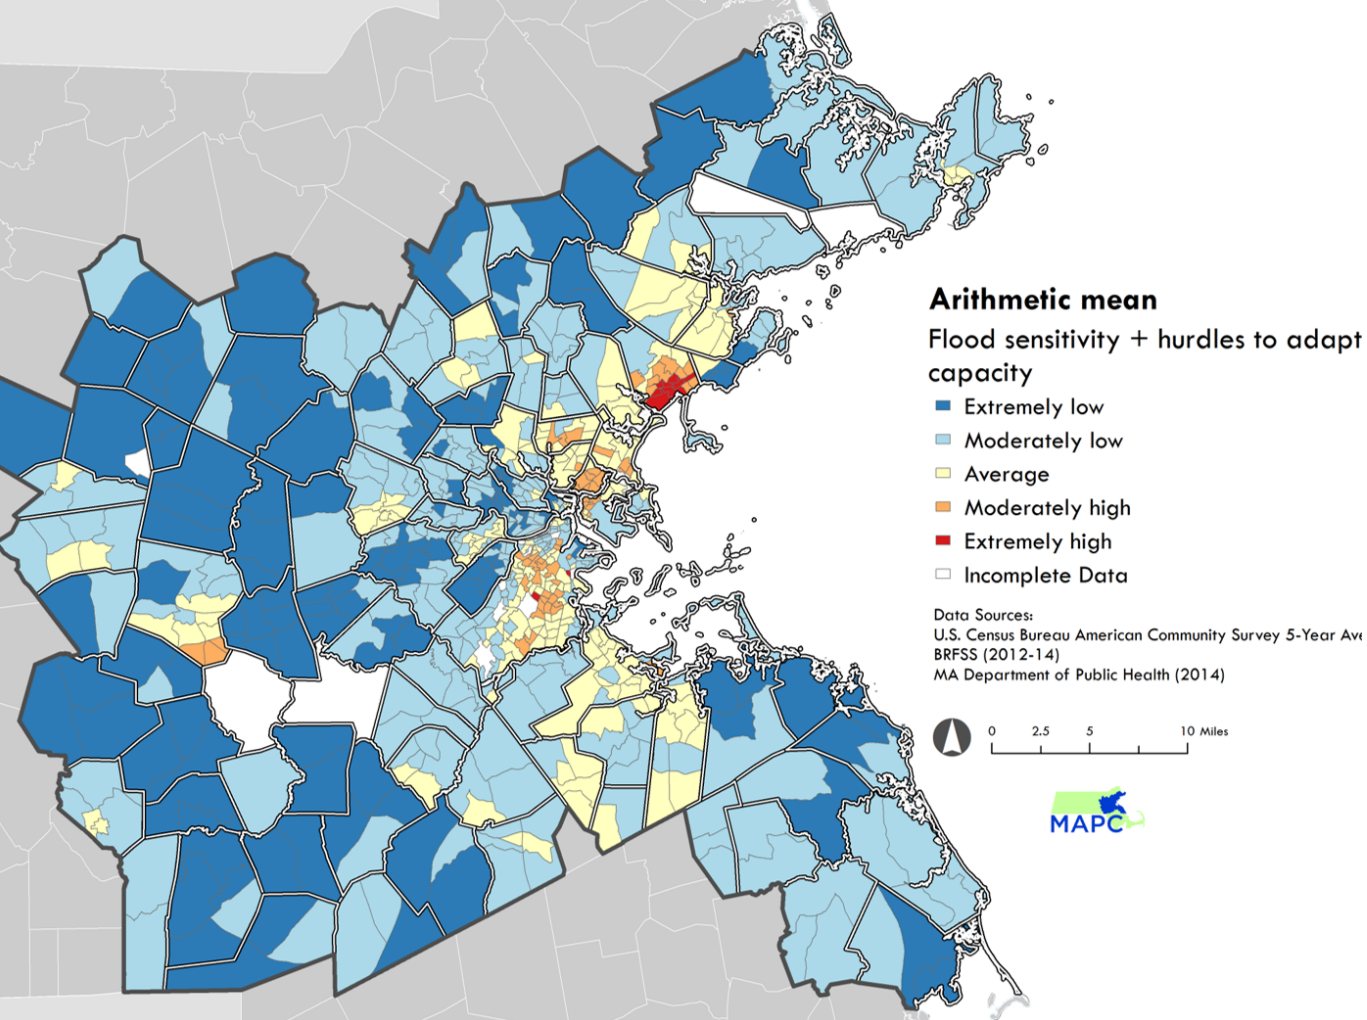 Arithmetic mean
Flood sensitivity + hurdles to adapt
capacity
Extremely low
Moderately low
Average
Moderately high
Extremely high
Incomplete Data
Data Sources:
U.S. Census Bureau American Community Survey 5-Year Ave
BRFSS (2012-14)
MA Department of Public Health (2014)
0 2.5 5 10 Miles
MAPC